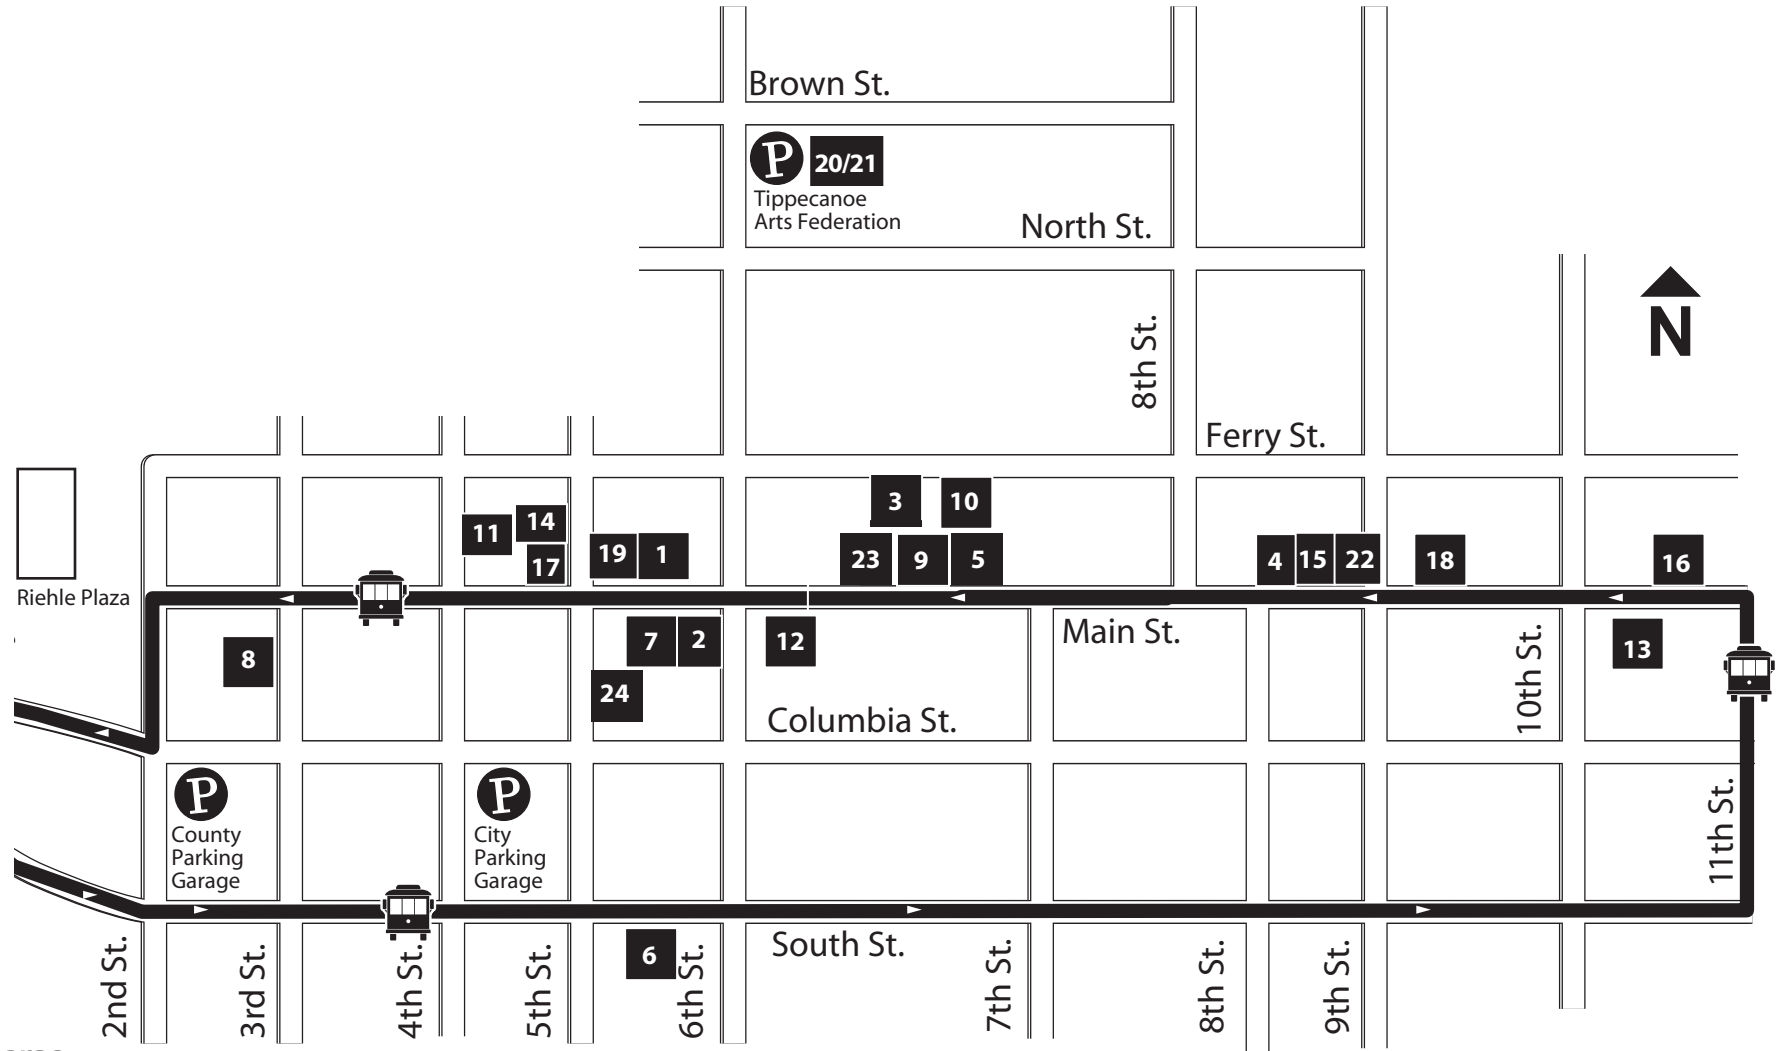 Brown St.
P
20/21
Tippecanoe
Arts Federation
North St.
N
8th St.
Ferry St.
3
10
11
14
19
1
17
23
9
5
4
15
22
18
16
Riehle Plaza
Main St.
8
7
2
12
13
24
10th St.
Columbia St.
P
County
Parking
Garage
P
City
Parking
Garage
11th St.
South St.
6
2nd St.
3rd St.
4th St.
5th St.
6th St.
7th St.
8th St.
9th St.